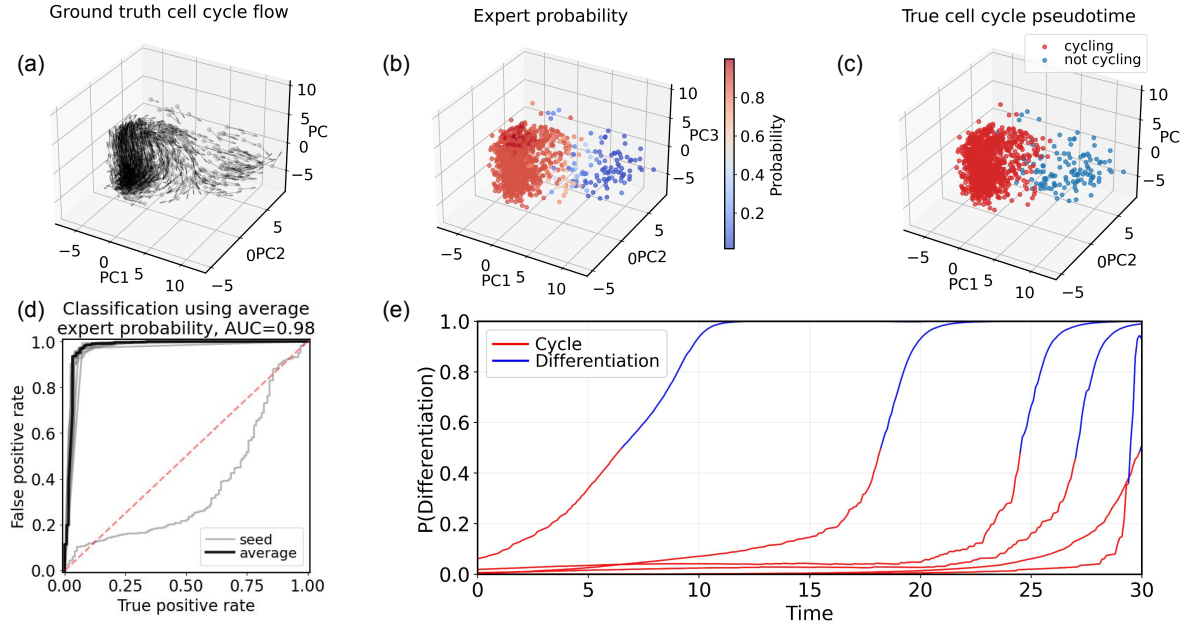 Ground truth cell cycle flow
Expert probability
True cell cycle pseudotime
(a)
(b)
(c)
cycling
not cycling
10
5
0
−5
PC
−5
0
5
10
PC1
−5
0
5
PC2
10
5
0
−5
PC3
−5
0
5
10
PC1
−5
0
5
PC2
0.8
0.6
0.4
0.2
Probability
10
5
0
−5
PC
−5
0
5
10
PC1
−5
0
5
PC2
(d)
Classification using average
expert probability, AUC=0.98
1.0
0.8
0.6
0.4
0.2
0.0
False positive rate
seed
average
0.00
0.25
0.50
0.75
1.00
True positive rate
(e)
1.0
0.8
0.6
0.4
0.2
0.0
P(Differentiation)
Cycle
Differentiation
0
5
10
15
20
25
30
Time